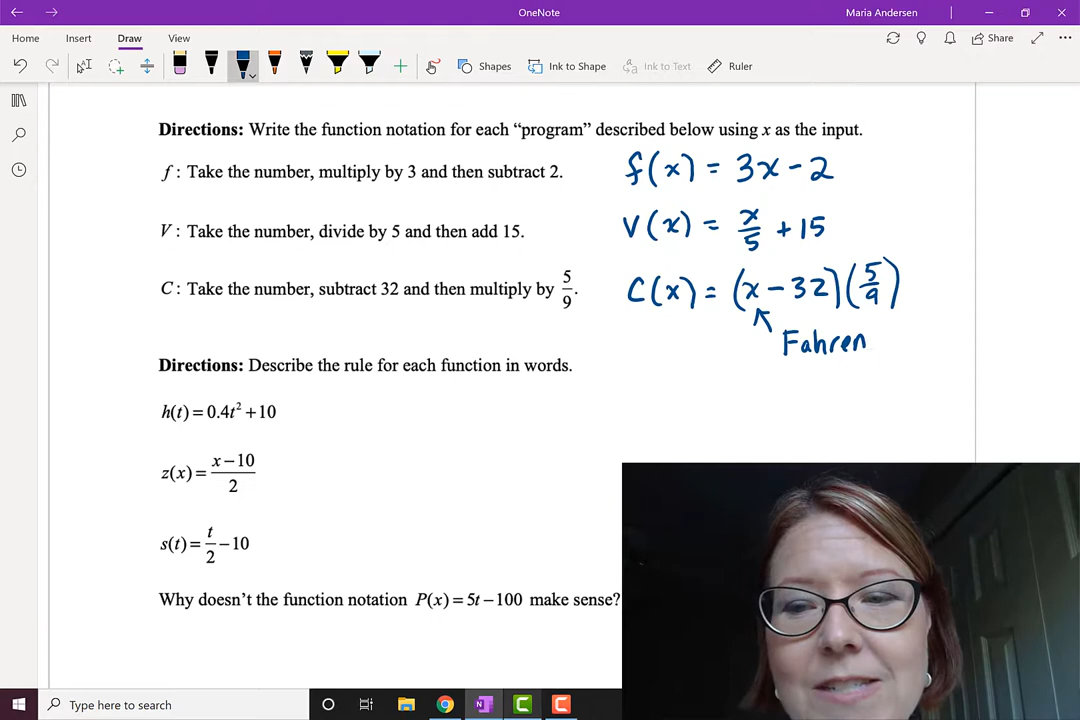 OneNote
Maria Andersen
Home Insert Draw View
Share
Shapes Ink to Shape Ink to Text Ruler
Directions: Write the function notation for each “program” described below using x as the input.
f : Take the number, multiply by 3 and then subtract 2.
f(x) = 3x - 2
V : Take the number, divide by 5 and then add 15.
V(x) = x/5 + 15
C : Take the number, subtract 32 and then multiply by 5/9.
C(x) = (x - 32)(5/9)
Fahren
Directions: Describe the rule for each function in words.
h(t) = 0.4t² + 10
z(x) = x – 10 / 2
s(t) = t/2 – 10
Why doesn’t the function notation P(x) = 5t – 100 make sense?
Type here to search